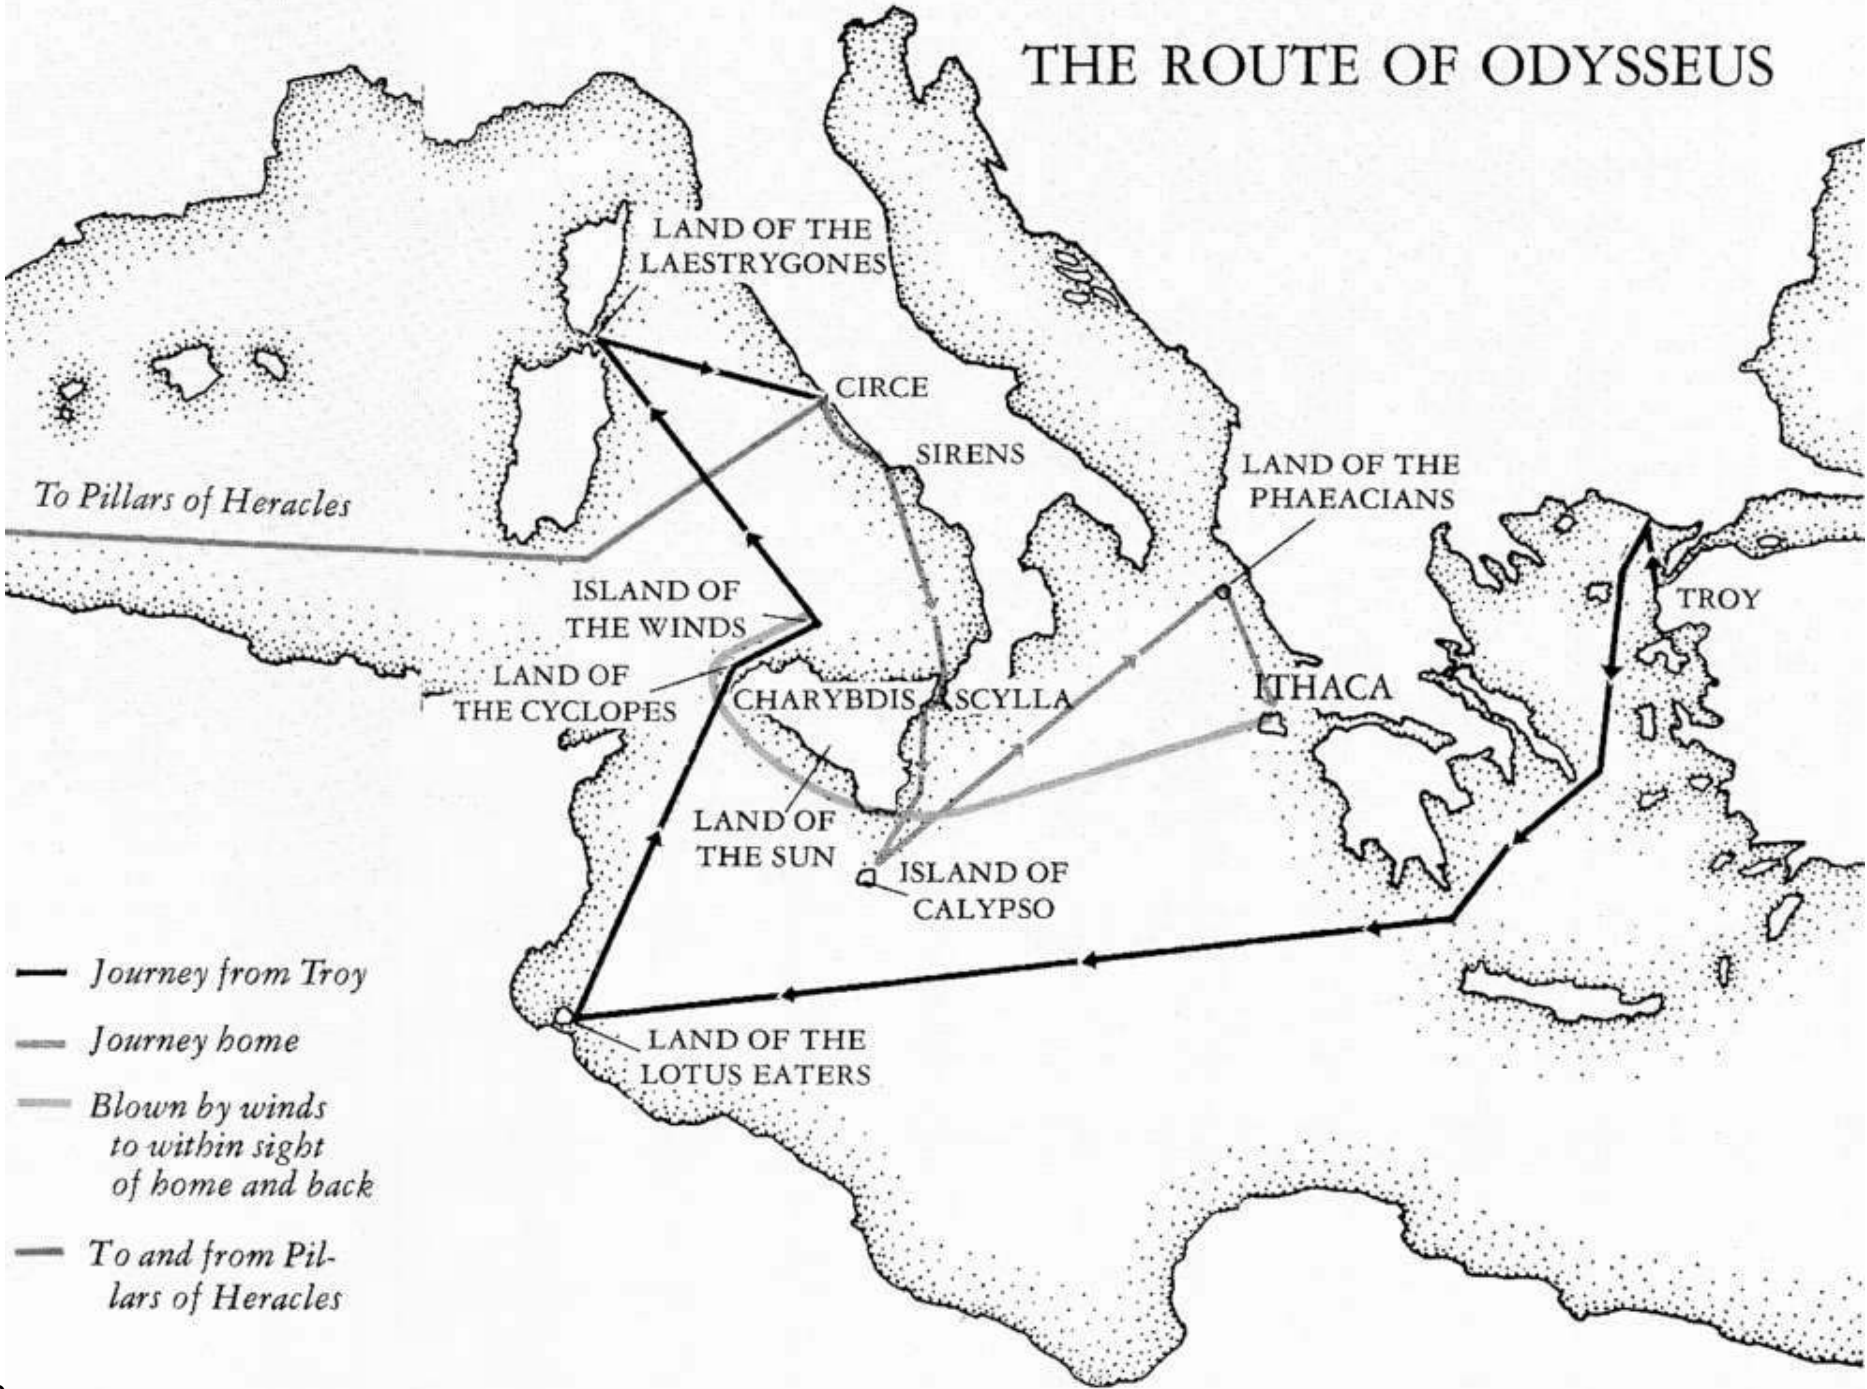 THE ROUTE OF ODYSSEUS
LAND OF THE
LAESTRYGONES
CIRCE
SIRENS
LAND OF THE
PHAEACIANS
To Pillars of Heracles
ISLAND OF
THE WINDS
TROY
LAND OF
THE CYCLOPES
CHARYBDIS
SCYLLA
ITHACA
LAND OF
THE SUN
ISLAND OF
CALYPSO
LAND OF THE
LOTUS EATERS
Journey from Troy
Journey home
Blown by winds
to within sight
of home and back
To and from Pil-
lars of Heracles